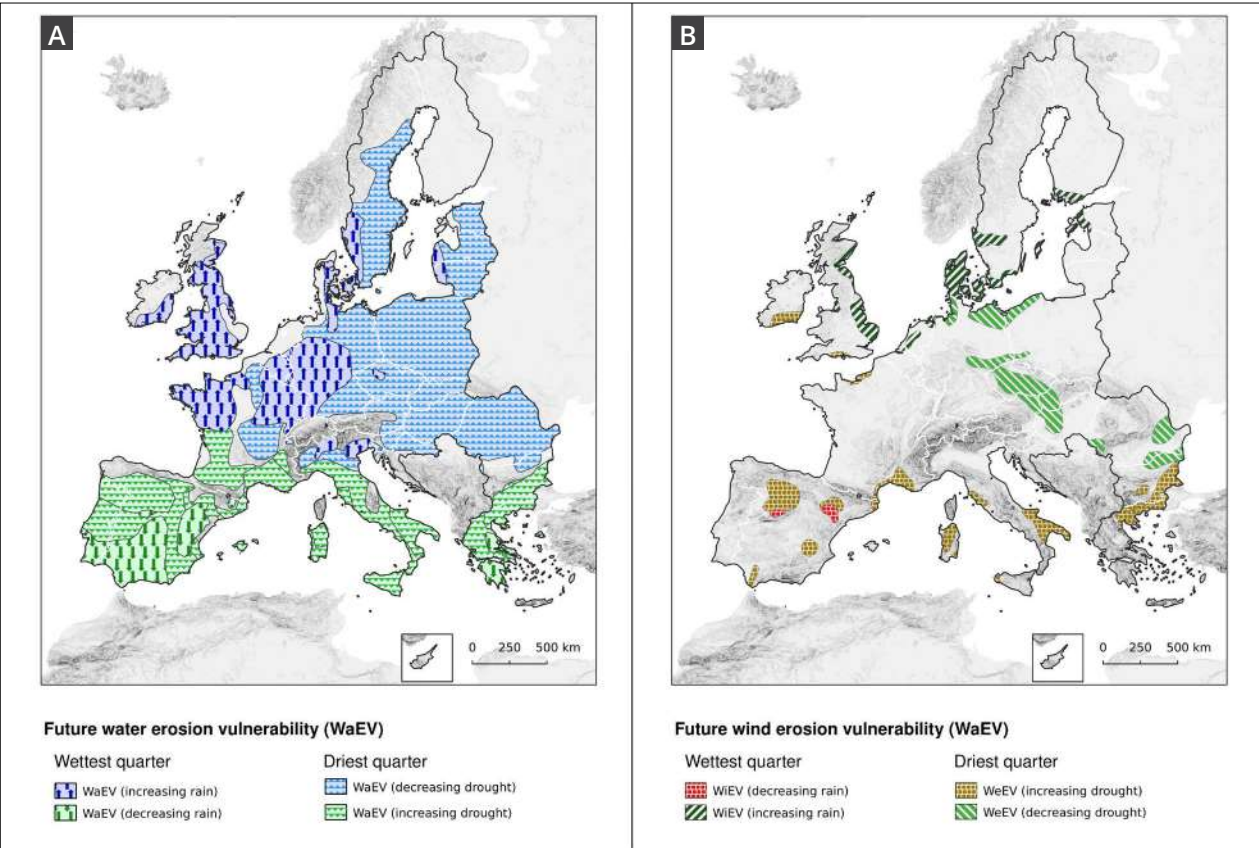 A
0 250 500 km
Future water erosion vulnerability (WaEV)
Wettest quarter
WaEV (increasing rain)
WaEV (decreasing rain)
Driest quarter
WaEV (decreasing drought)
WaEV (increasing drought)
B
0 250 500 km
Future wind erosion vulnerability (WaEV)
Wettest quarter
WiEV (decreasing rain)
WiEV (increasing rain)
Driest quarter
WeEV (increasing drought)
WeEV (decreasing drought)